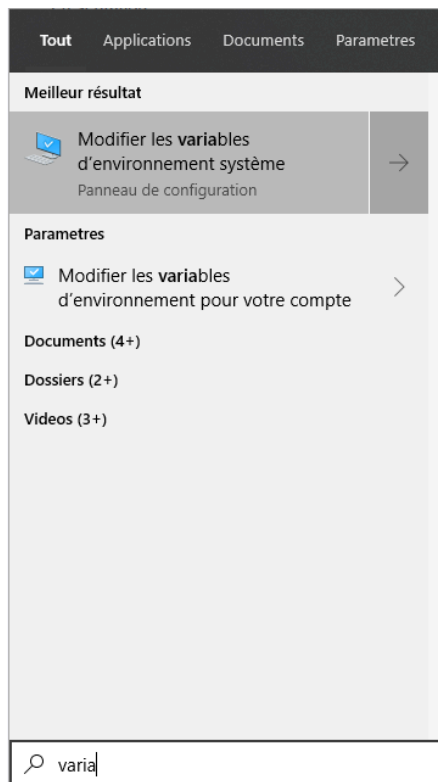 Tout Applications Documents Parametres
Meilleur résultat
Modifier les variables
d'environnement système
Panneau de configuration
Parametres
Modifier les variables
d'environnement pour votre compte
Documents (4+)
Dossiers (2+)
Videos (3+)
varia